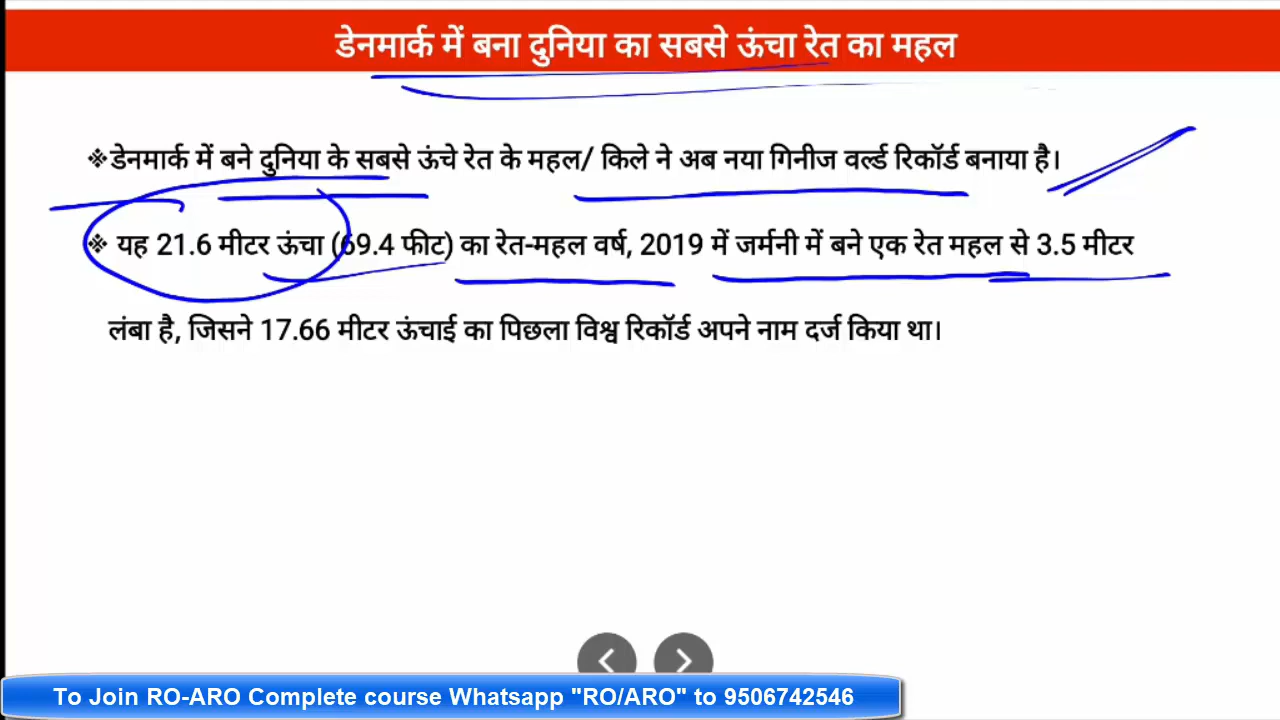 डेनमार्क में बना दुनिया का सबसे ऊंचा रेत का महल
❖डेनमार्क में बने दुनिया के सबसे ऊंचे रेत के महल/ किले ने अब नया गिनीज वर्ल्ड रिकॉर्ड बनाया है।
❖ यह 21.6 मीटर ऊंचा (69.4 फीट) का रेत-महल वर्ष, 2019 में जर्मनी में बने एक रेत महल से 3.5 मीटर
लंबा है, जिसने 17.66 मीटर ऊंचाई का पिछला विश्व रिकॉर्ड अपने नाम दर्ज किया था।
To Join RO-ARO Complete course Whatsapp "RO/ARO" to 9506742546